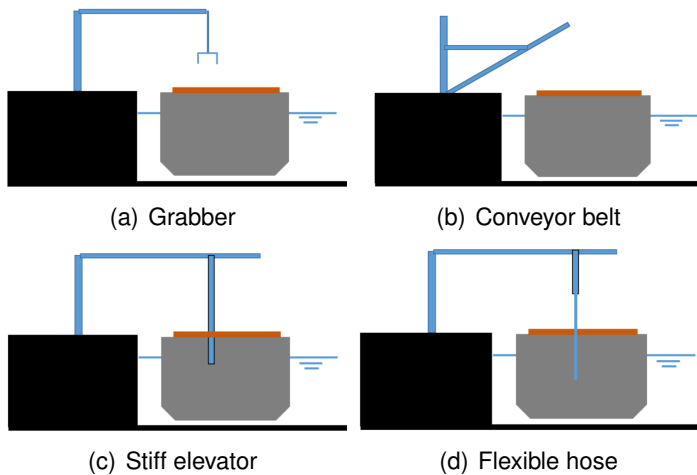 (a) Grabber
(b) Conveyor belt
(c) Stiff elevator
(d) Flexible hose